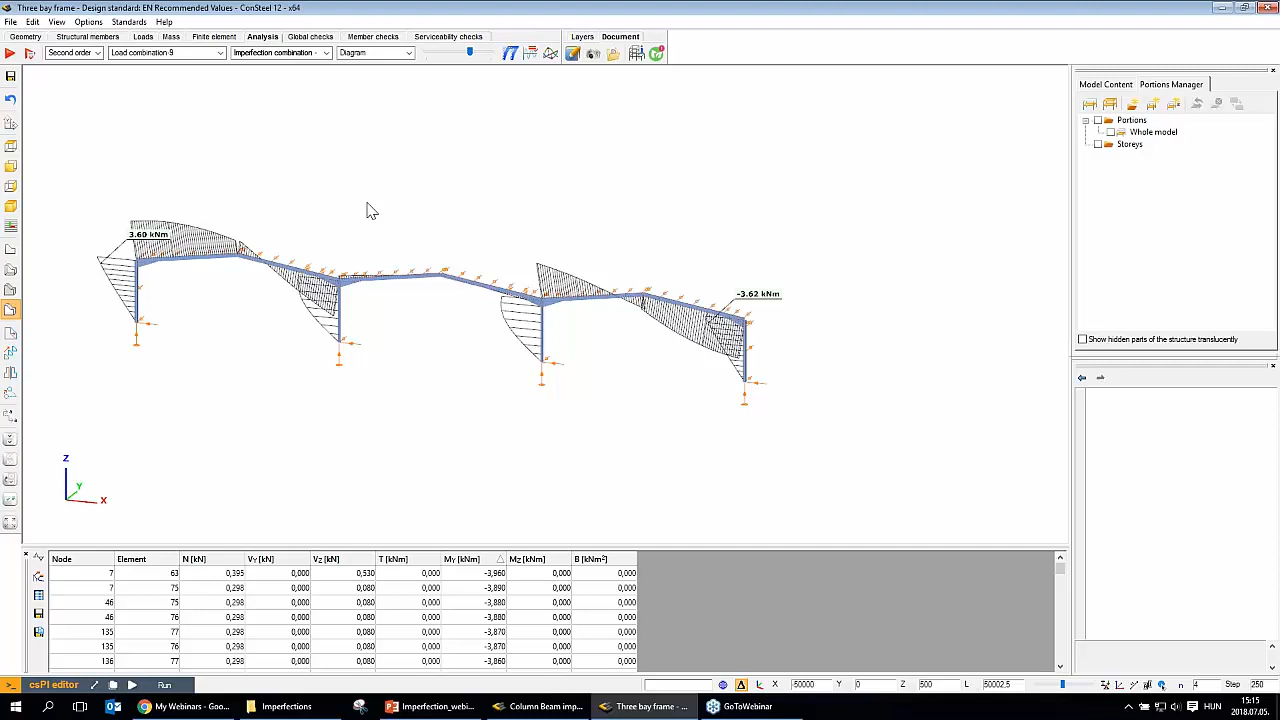 Three bay frame - Design standard: EN Recommended Values - ConSteel 12 - x64
File Edit View Options Standards Help
Geometry Structural members Loads Mass Finite element Analysis Global checks Member checks Serviceability checks Layers Document
Second order Load combination-9 Imperfection combination - Diagram
Model Content Portions Manager
Portions
Whole model
Storeys
3.60 kNm
-3.62 kNm
Show hidden parts of the structure translucently
Z
Y
X
Node Element N [kN] VY [kN] VZ [kN] T [kNm] MY [kNm] MZ [kNm] B [kNm²]
7 63 0,395 0,000 0,530 0,000 -3,960 0,000 0,000
7 75 0,298 0,000 0,080 0,000 -3,890 0,000 0,000
46 75 0,298 0,000 0,080 0,000 -3,880 0,000 0,000
46 76 0,298 0,000 0,080 0,000 -3,880 0,000 0,000
135 77 0,298 0,000 0,080 0,000 -3,870 0,000 0,000
135 76 0,298 0,000 0,080 0,000 -3,870 0,000 0,000
136 77 0,298 0,000 0,080 0,000 -3,860 0,000 0,000
csPI editor Run X 50000 Y 0 Z 500 L 50002.5 n 4 Step 250
My Webinars - Goo... Imperfections Imperfection_webi... Column Beam imp... Three bay frame - ... GoToWebinar HUN 15:15
2018.07.05.